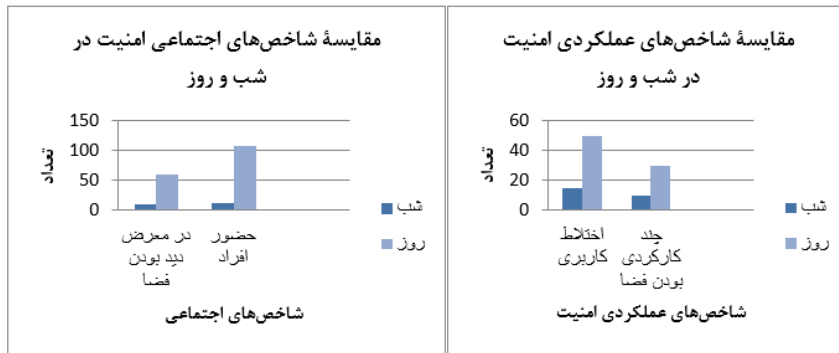 مقایسهٔ شاخص‌های عملکردی امنیت
در شب و روز
60
40
20
0
تعداد
اختلاط
کاربری
چند
کارکردی
بودن فضا
شب
روز
شاخص‌های عملکردی امنیت
مقایسهٔ شاخص‌های اجتماعی امنیت در
شب و روز
150
100
50
0
تعداد
در معرض
دید بودن
فضا
حضور
افراد
شب
روز
شاخص‌های اجتماعی